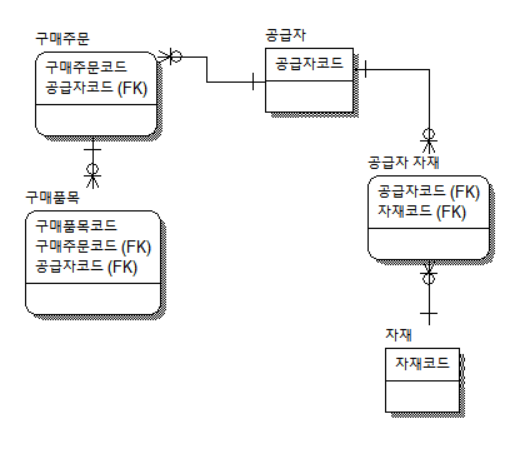 구매주문
구매주문코드
공급자코드 (FK)
공급자
공급자코드
공급자 자재
공급자코드 (FK)
자재코드 (FK)
구매품목
구매품목코드
구매주문코드 (FK)
공급자코드 (FK)
자재
자재코드